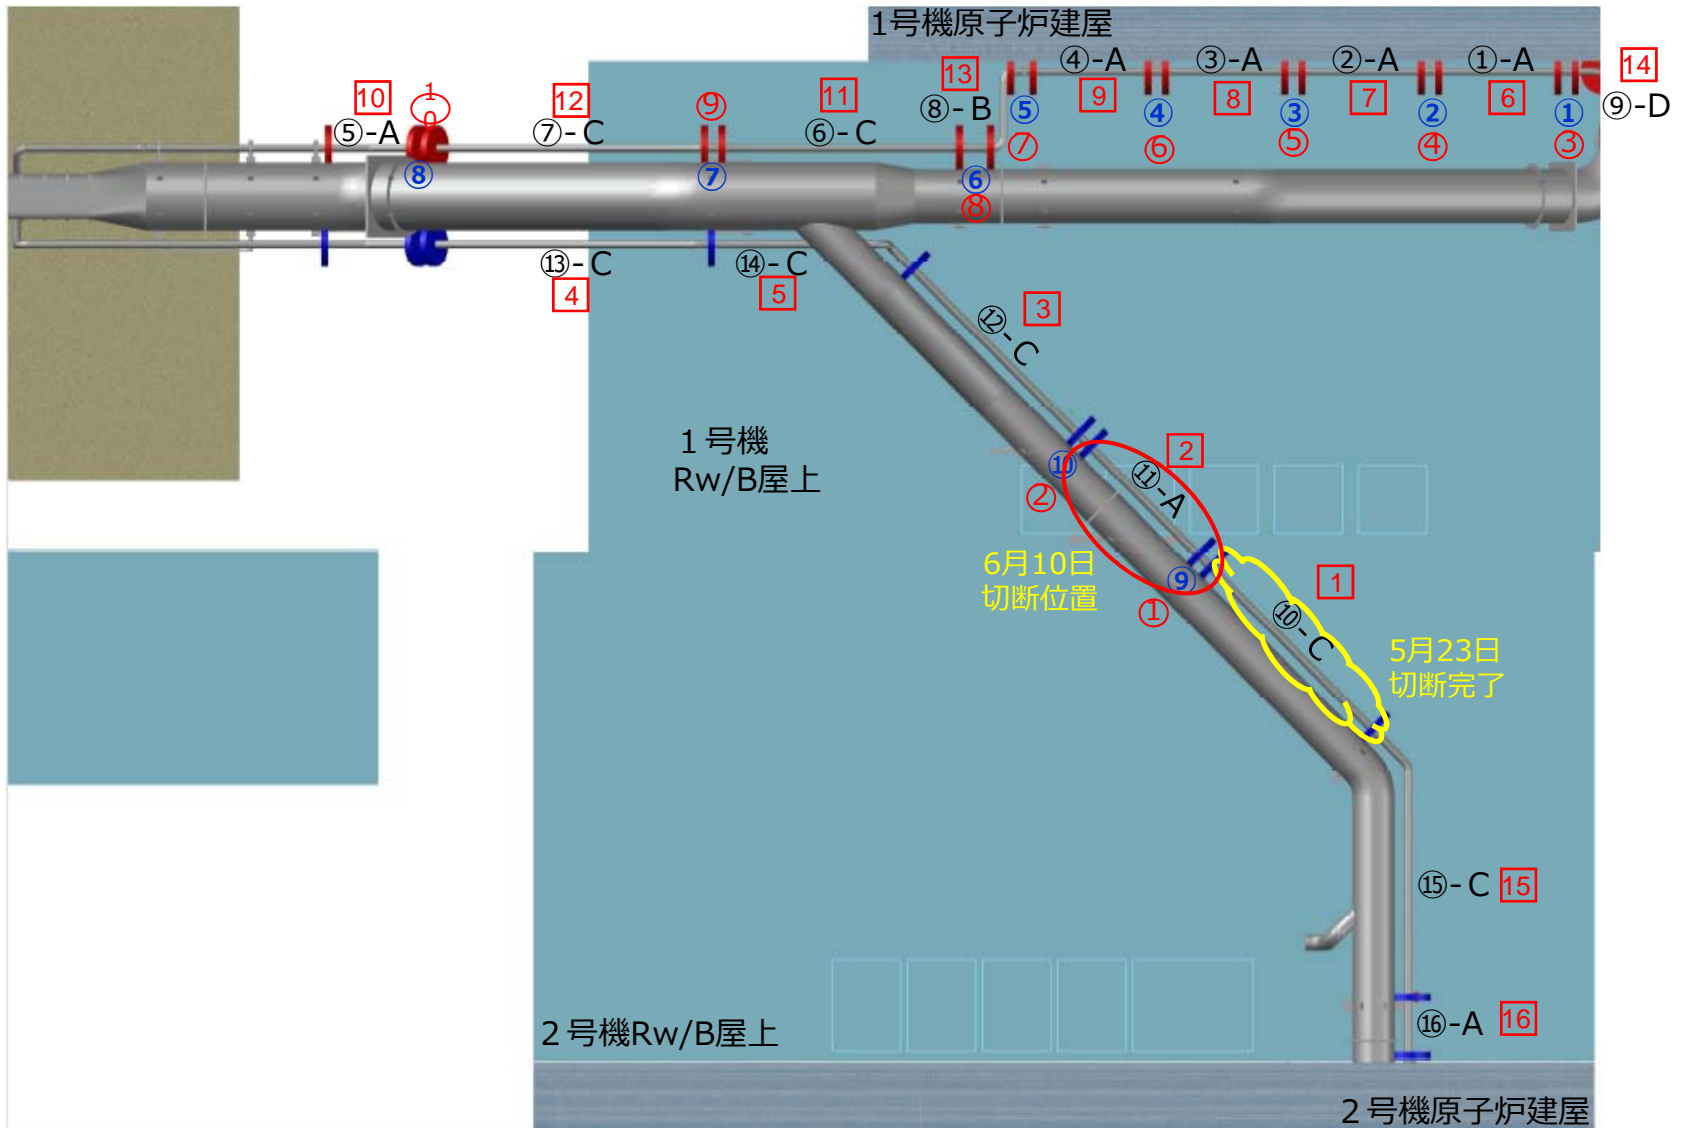 1号機原子炉建屋
④-A
③-A
②-A
①-A
14
13
9
8
7
6
⑨-D
⑧-B
⑤
④
③
②
①
⑦
⑥
⑤
④
③
10
⑤-A
10
12
⑦-C
⑨
11
⑥-C
⑧
⑦
⑥
⑧
⑬-C
4
⑭-C
5
⑫-C
3
1号機
Rw/B屋上
⑩
②
⑪-A
2
6月10日
切断位置
⑨
①
⑩-C
1
5月23日
切断完了
⑮-C
15
⑯-A
16
2号機Rw/B屋上
2号機原子炉建屋